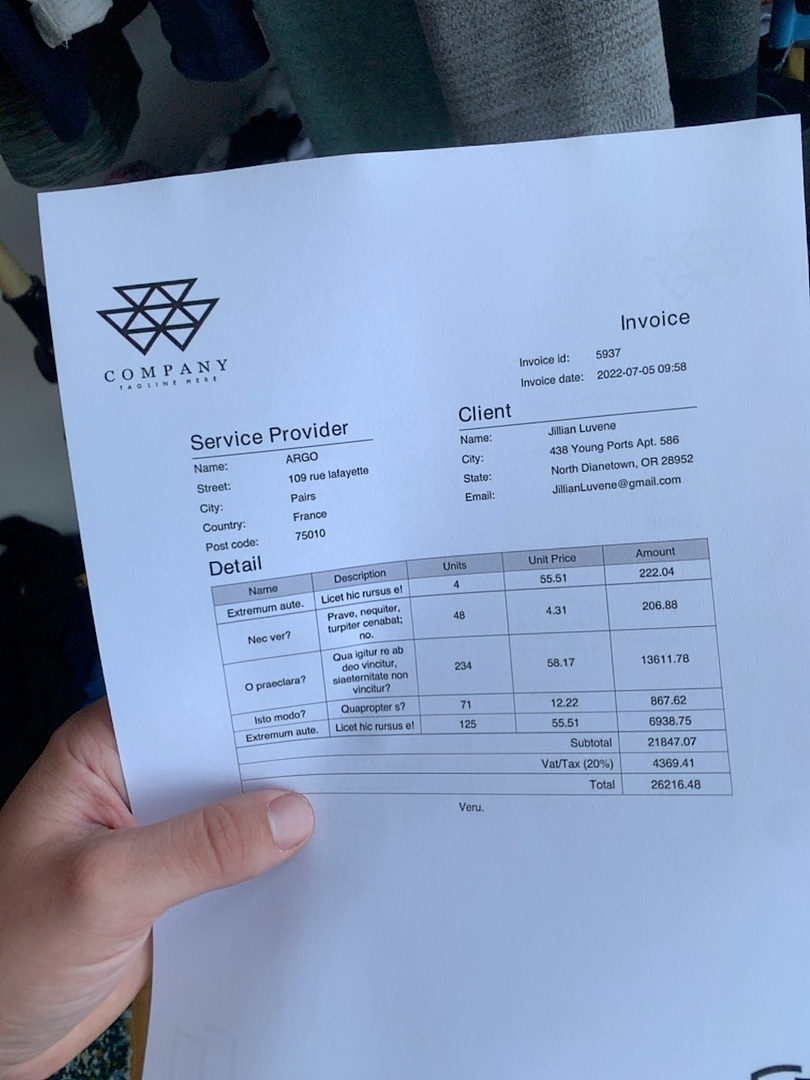 COMPANY
TAGLINE HERE
Invoice
Invoice id: 5937
Invoice date: 2022-07-05 09:58
Service Provider
Name: ARGO
Street: 109 rue lafayette
City: Pairs
Country: France
Post code: 75010
Client
Name: Jillian Luvene
City: 438 Young Ports Apt. 586
State: North Dianetown, OR 28952
Email: JillianLuvene@gmail.com
Detail
Name Description Units Unit Price Amount
Extremum aute. Licet hic rursus e! 4 55.51 222.04
Nec ver? Prave, nequiter, 48 4.31 206.88
turpiter cenabat;
no.
O praeclara? Qua igitur re ab 234 58.17 13611.78
deo vincitur,
siaeternitate non
vincitur?
Isto modo? Quapropter s? 71 12.22 867.62
Extremum aute. Licet hic rursus e! 125 55.51 6938.75
Subtotal 21847.07
Vat/Tax (20%) 4369.41
Total 26216.48
Veru.